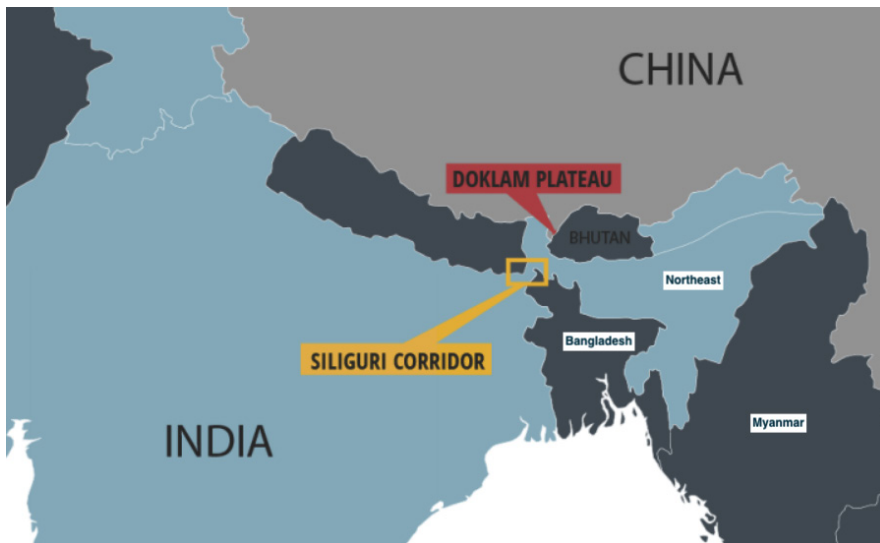 CHINA
DOKLAM PLATEAU
BHUTAN
Northeast
Bangladesh
SILIGURI CORRIDOR
INDIA
Myanmar